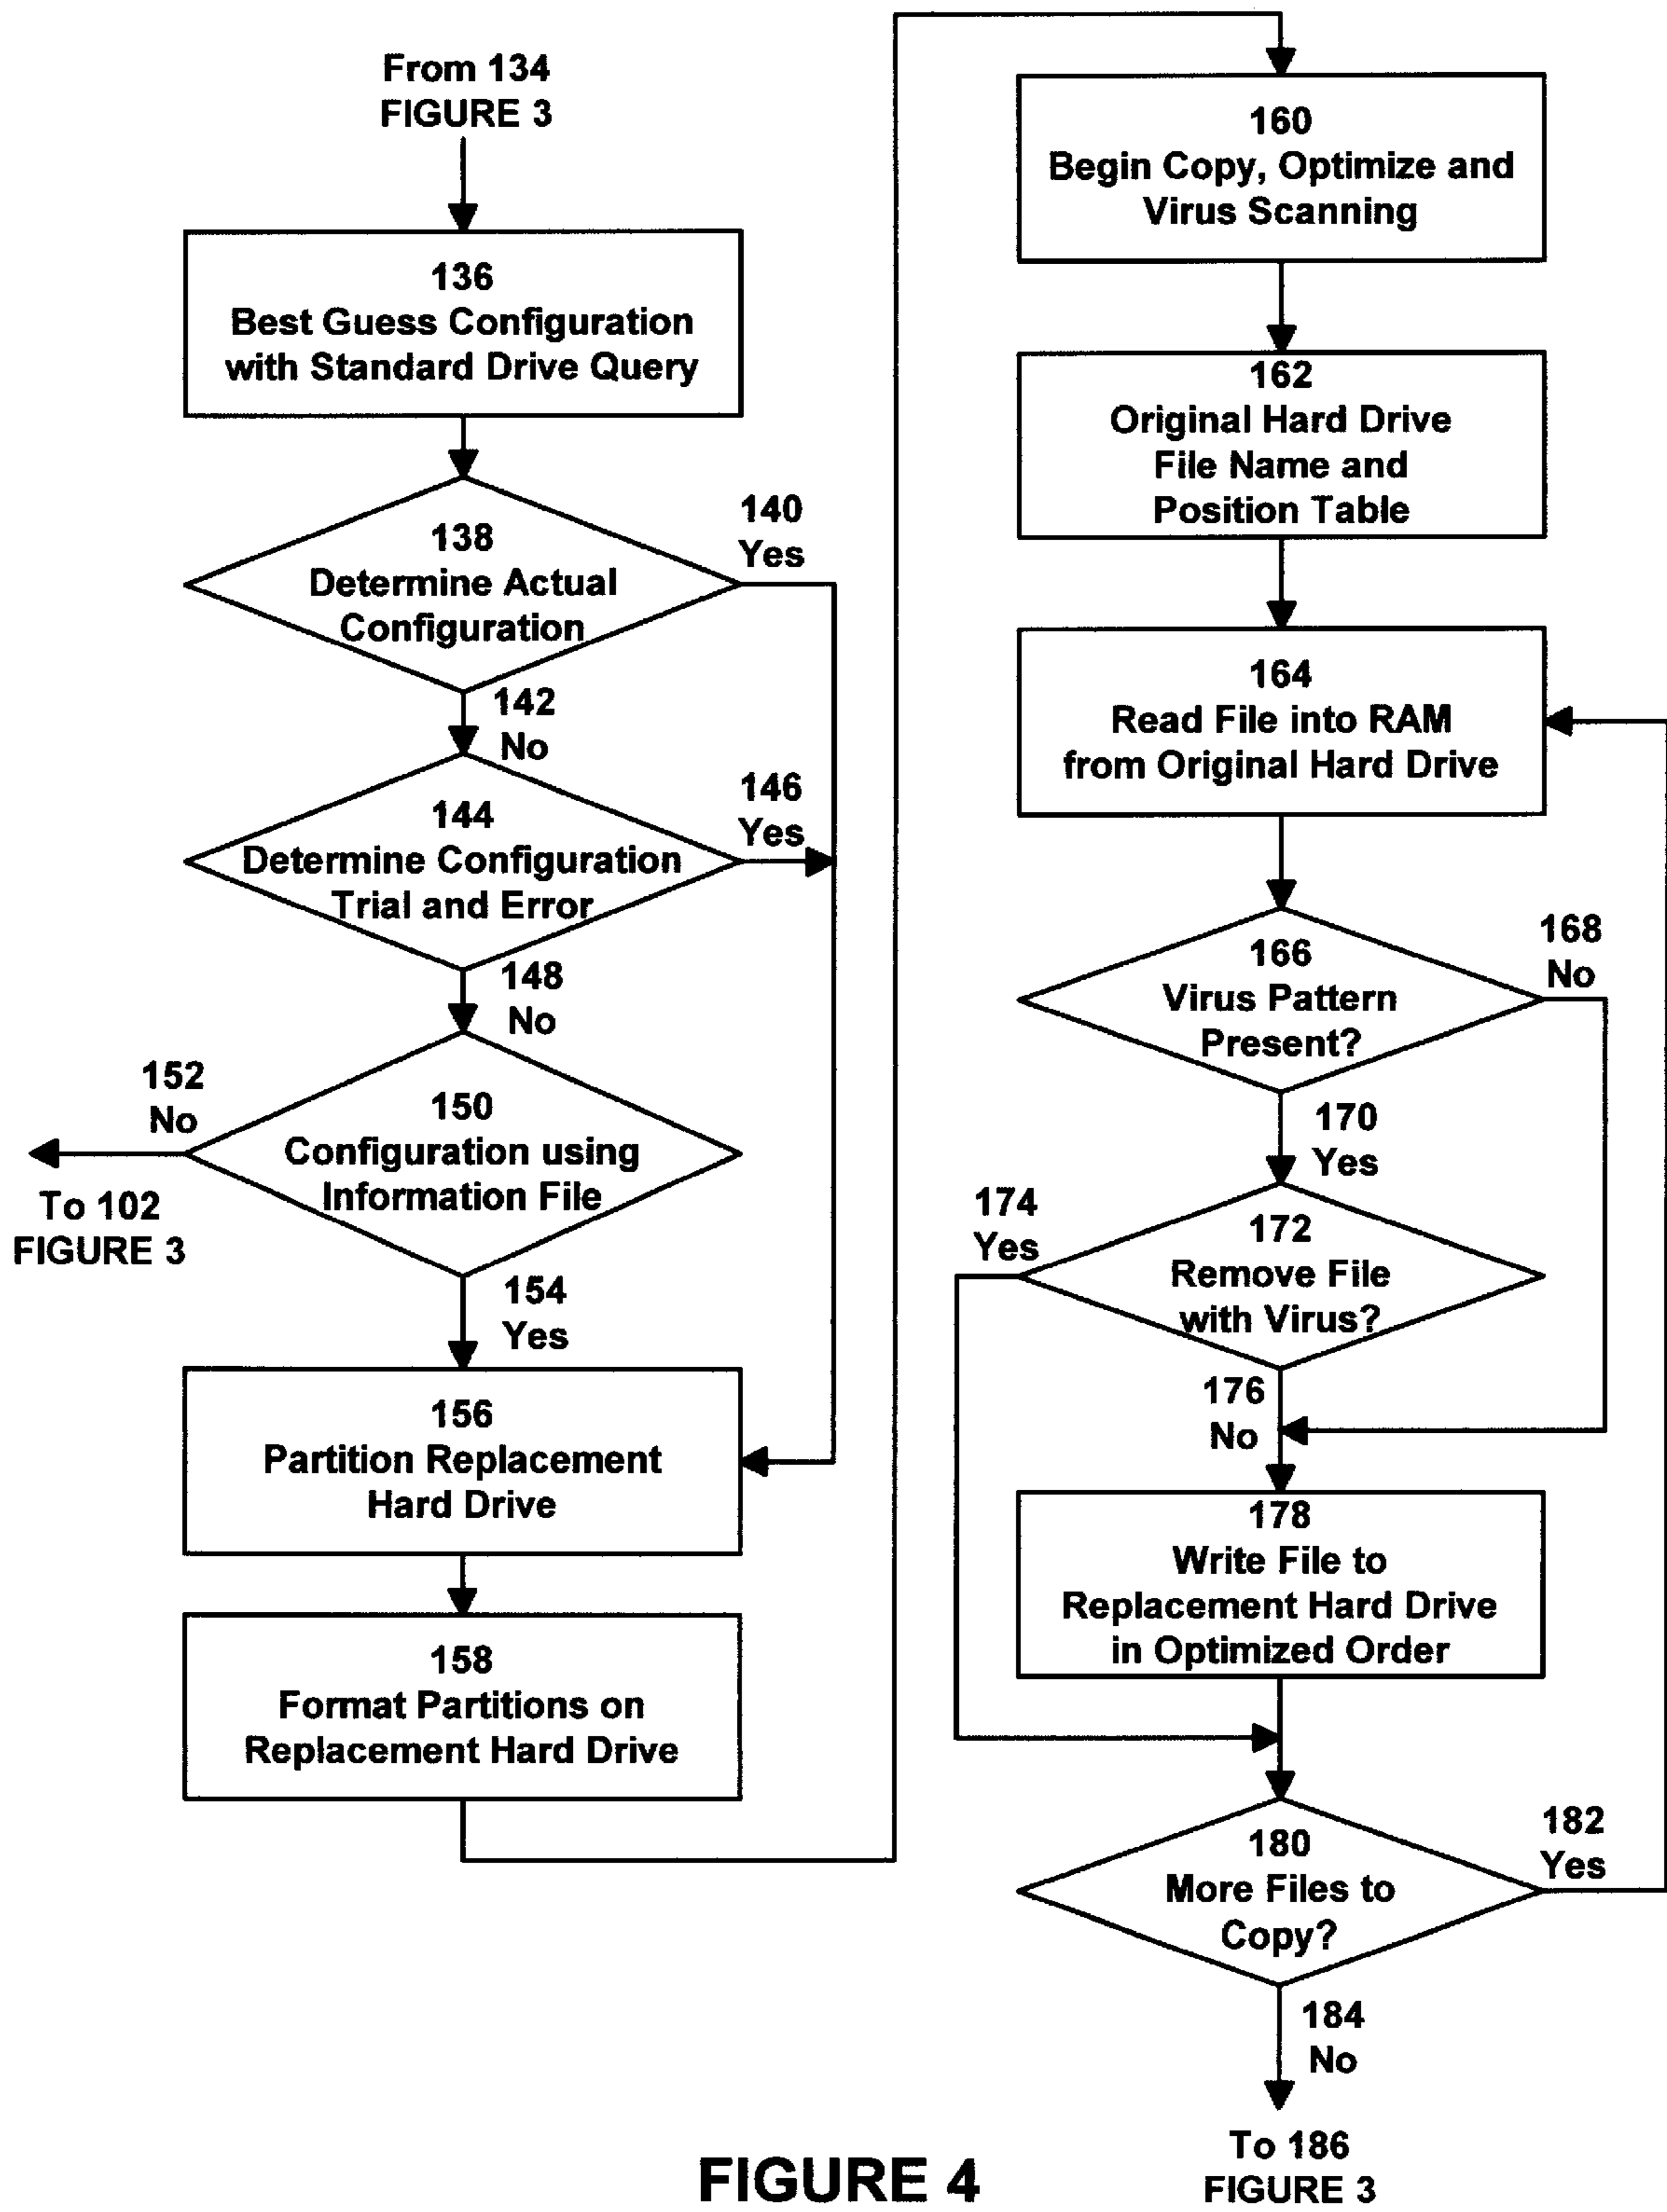 From 134
FIGURE 3
136
Best Guess Configuration
with Standard Drive Query
138
Determine Actual
Configuration
140
Yes
142
No
144
Determine Configuration
Trial and Error
146
Yes
148
No
150
Configuration using
Information File
152
No
To 102
FIGURE 3
154
Yes
156
Partition Replacement
Hard Drive
158
Format Partitions on
Replacement Hard Drive
160
Begin Copy, Optimize and
Virus Scanning
162
Original Hard Drive
File Name and
Position Table
164
Read File into RAM
from Original Hard Drive
166
Virus Pattern
Present?
168
No
170
Yes
172
Remove File
with Virus?
174
Yes
176
No
178
Write File to
Replacement Hard Drive
in Optimized Order
180
More Files to
Copy?
182
Yes
184
No
To 186
FIGURE 3
FIGURE 4